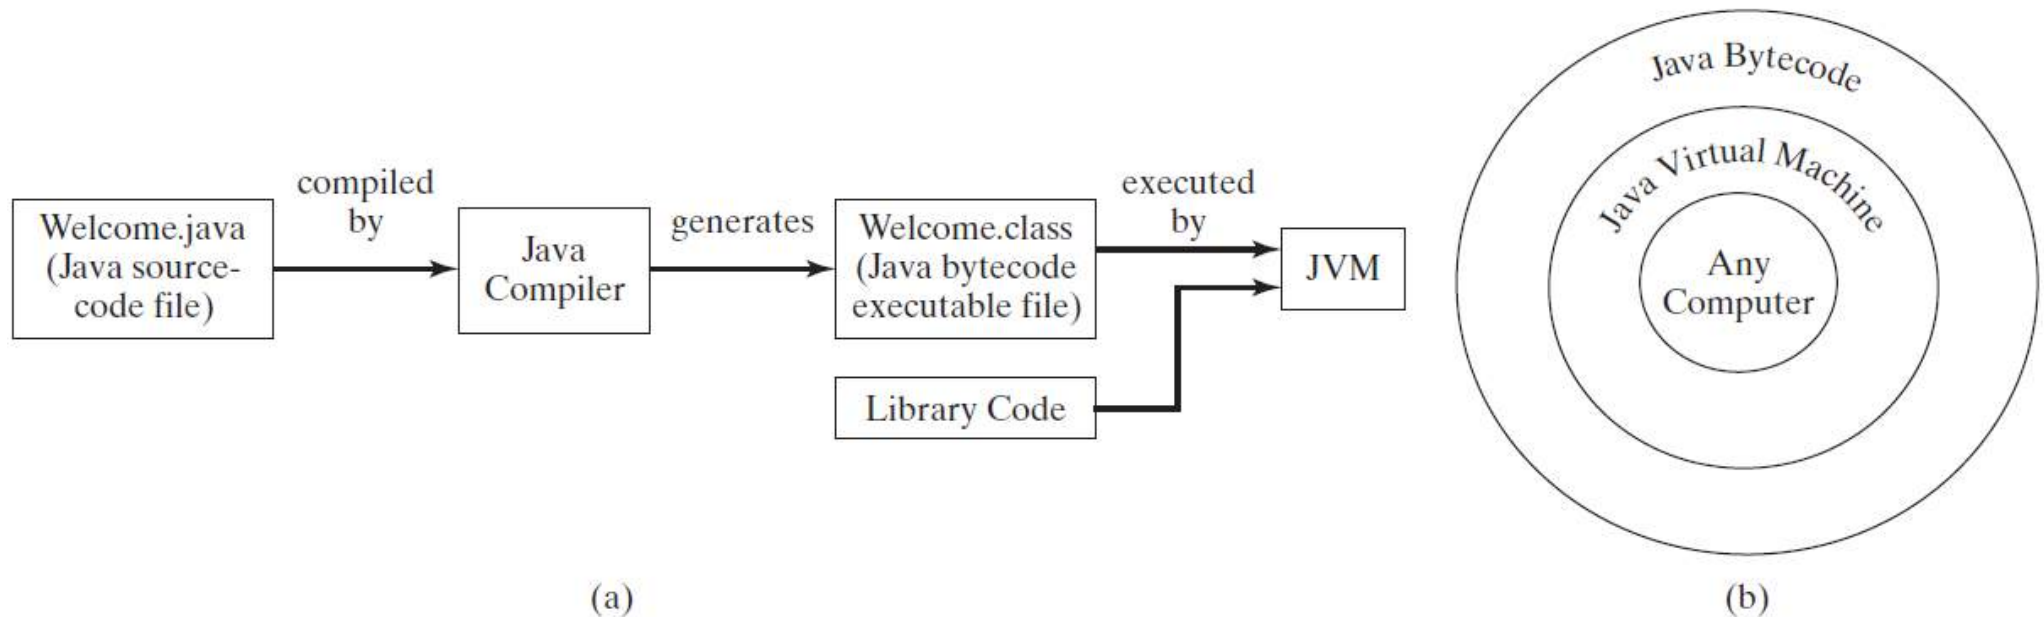 compiled
by
Welcome.java
(Java source-
code file)
Java
Compiler
generates
Welcome.class
(Java bytecode
executable file)
executed
by
JVM
Library Code
(a)
Java Bytecode
Java Virtual Machine
Any
Computer
(b)